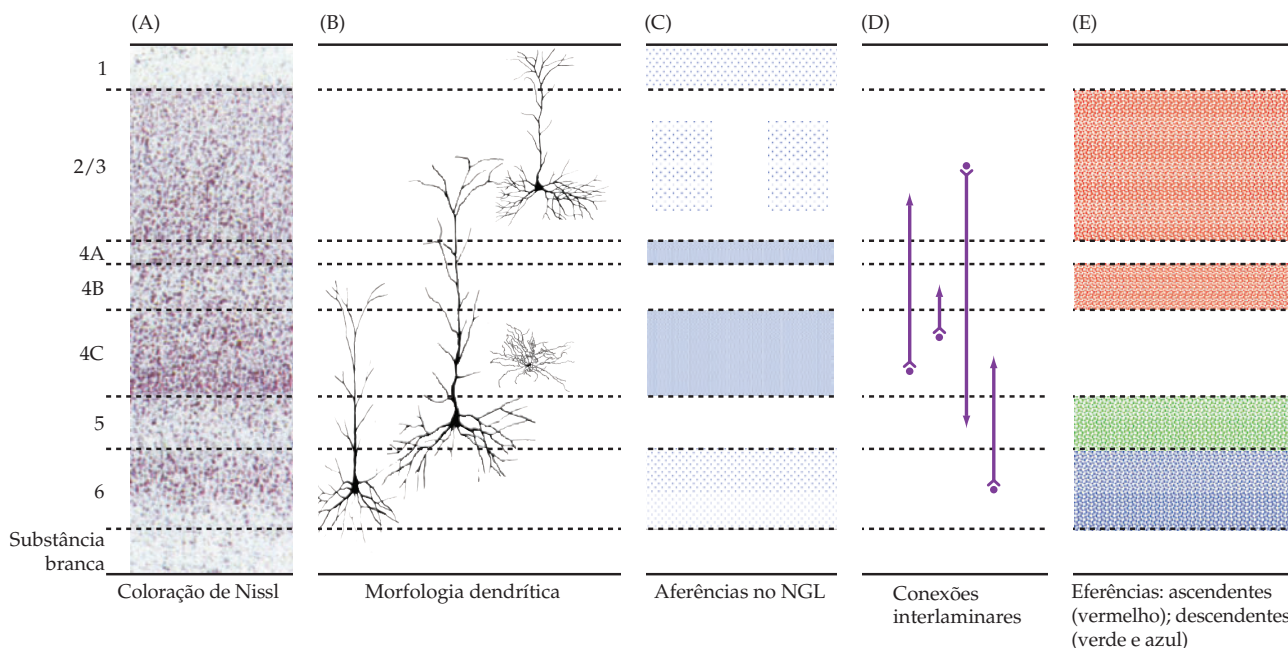 (A)
(B)
(C)
(D)
(E)
1
2/3
4A
4B
4C
5
6
Substância
branca
Coloração de Nissl
Morfologia dendrítica
Aferências no NGL
Conexões
interlaminares
Eferências: ascendentes
(vermelho); descendentes
(verde e azul)